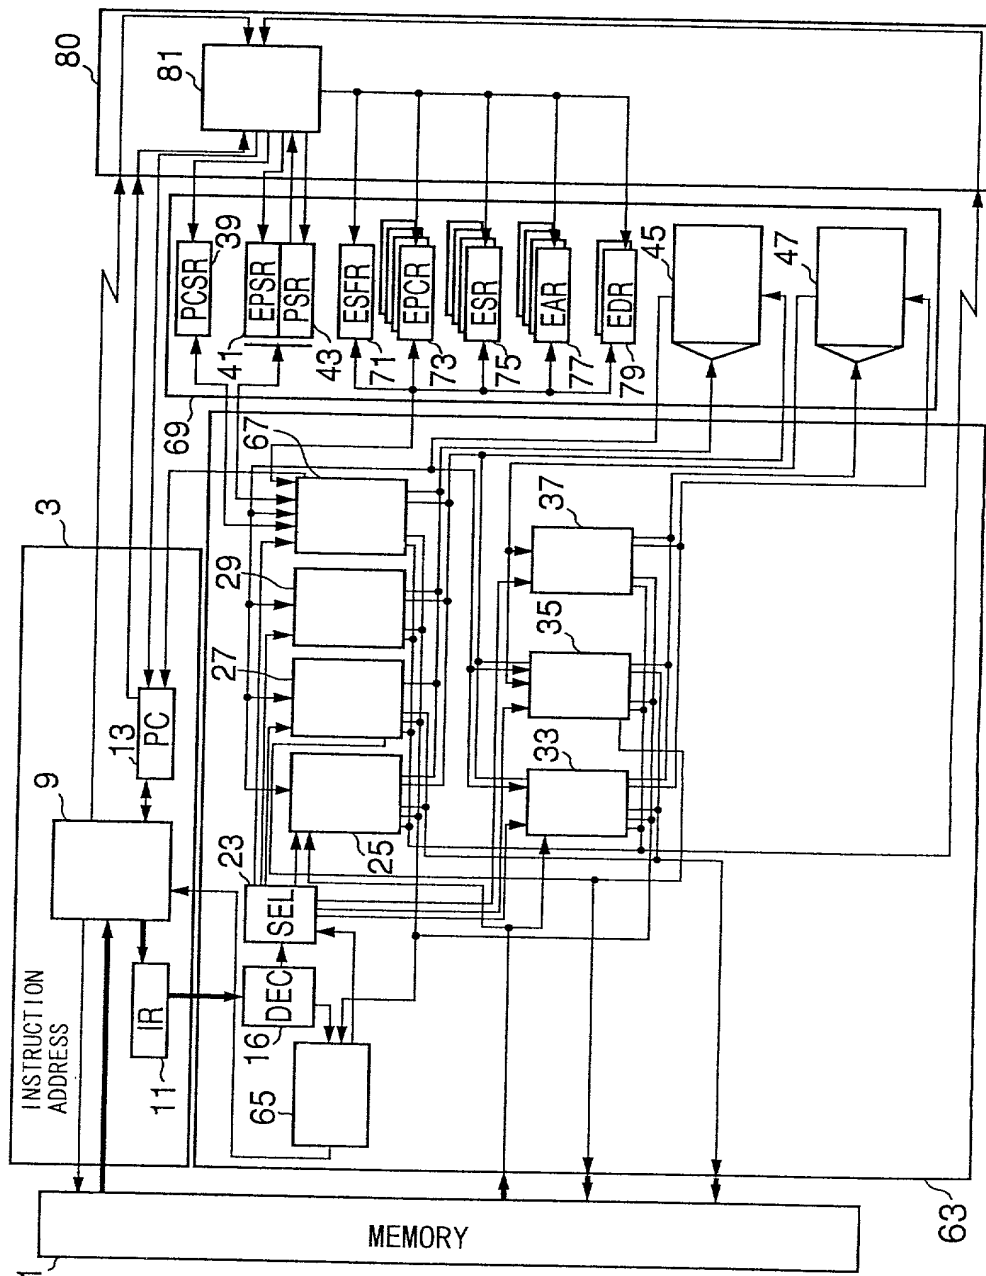 80
81
PCSR
39
41
EPSR
PSR
43
ESFR
71
EPCR
73
ESR
75
EAR
77
EDR
79
45
47
69
67
3
29
37
27
35
13
PC
9
25
33
23
SEL
DEC
16
INSTRUCTION
ADDRESS
IR
11
65
63
MEMORY
1